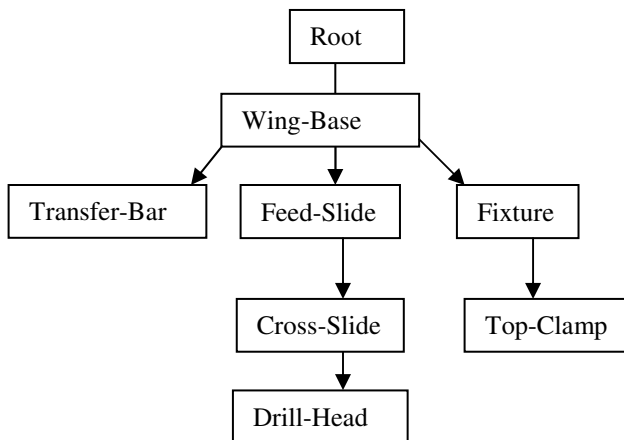 Root
Wing-Base
Transfer-Bar
Feed-Slide
Fixture
Cross-Slide
Top-Clamp
Drill-Head